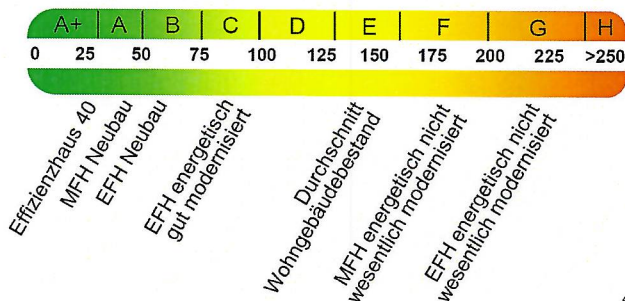 A+ A B C D E F G H
0 25 50 75 100 125 150 175 200 225 >250
Effizienzhaus 40
MFH Neubau
EFH Neubau
EFH energetisch
gut modernisiert
Durchschnitt
Wohngebäudebestand
MFH energetisch nicht
wesentlich modernisiert
EFH energetisch nicht
wesentlich modernisiert